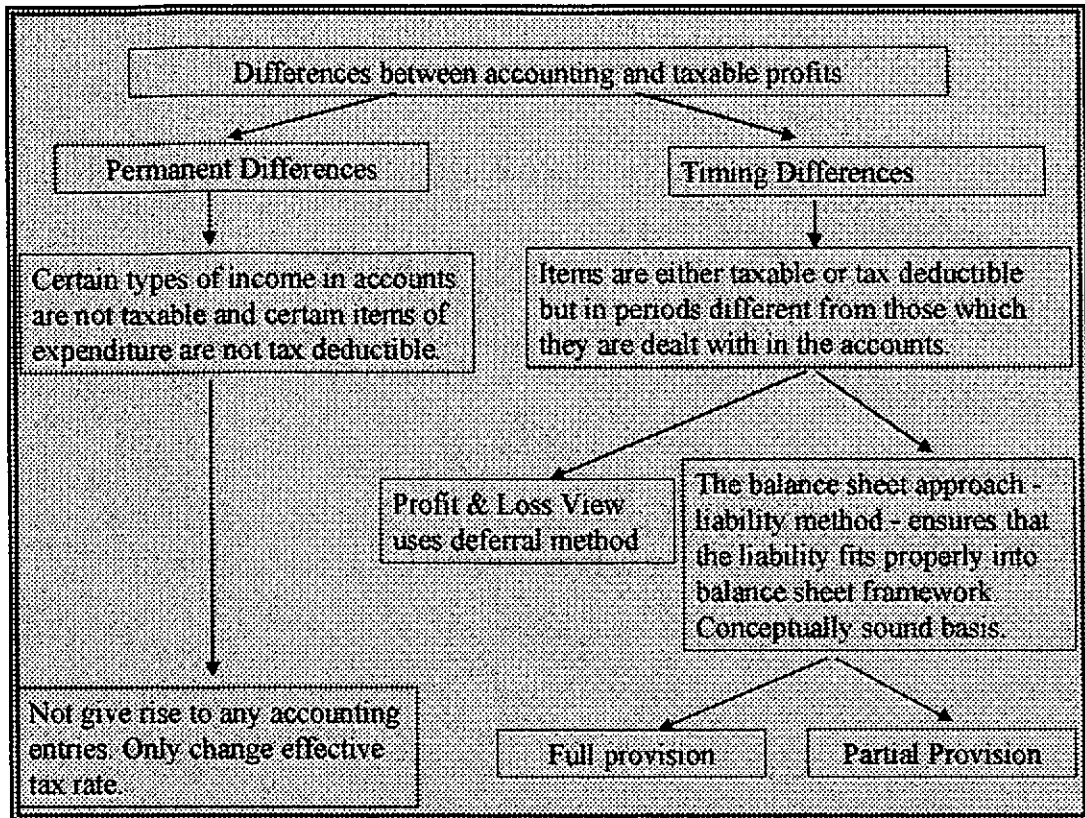 Differences between accounting and taxable profits
Permanent Differences
Timing Differences
Certain types of income in accounts
are not taxable and certain items of
expenditure are not tax deductible.
Items are either taxable or tax deductible
but in periods different from those which
they are dealt with in the accounts.
Profit & Loss View
uses deferral method
The balance sheet approach -
liability method - ensures that
the liability fits properly into
balance sheet framework
Conceptually sound basis.
Not give rise to any accounting
entries. Only change effective
tax rate.
Full provision
Partial Provision